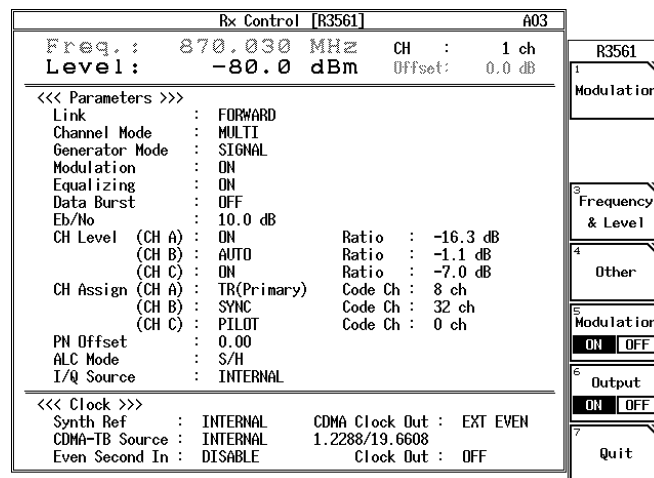 Rx Control [R3561] A03
Freq.: 870.030 MHz CH : 1 ch
Level: -80.0 dBm Offset: 0.0 dB
<<< Parameters >>>
Link : FORWARD
Channel Mode : MULTI
Generator Mode : SIGNAL
Modulation : ON
Equalizing : ON
Data Burst : OFF
Eb/No : 10.0 dB
CH Level (CH A) : ON Ratio : -16.3 dB
(CH B) : AUTO Ratio : -1.1 dB
(CH C) : ON Ratio : -7.0 dB
CH Assign (CH A) : TR(Primary) Code Ch : 8 ch
(CH B) : SYNC Code Ch : 32 ch
(CH C) : PILOT Code Ch : 0 ch
PN Offset : 0.00
ALC Mode : S/H
I/Q Source : INTERNAL
<<< Clock >>>
Synth Ref : INTERNAL CDMA Clock Out : EXT EVEN
CDMA-TB Source : INTERNAL 1.2288/19.6608
Even Second In : DISABLE Clock Out : OFF
R3561
1
Modulation
3
Frequency
& Level
4
Other
5
Modulation
ON OFF
6
Output
ON OFF
7
Quit